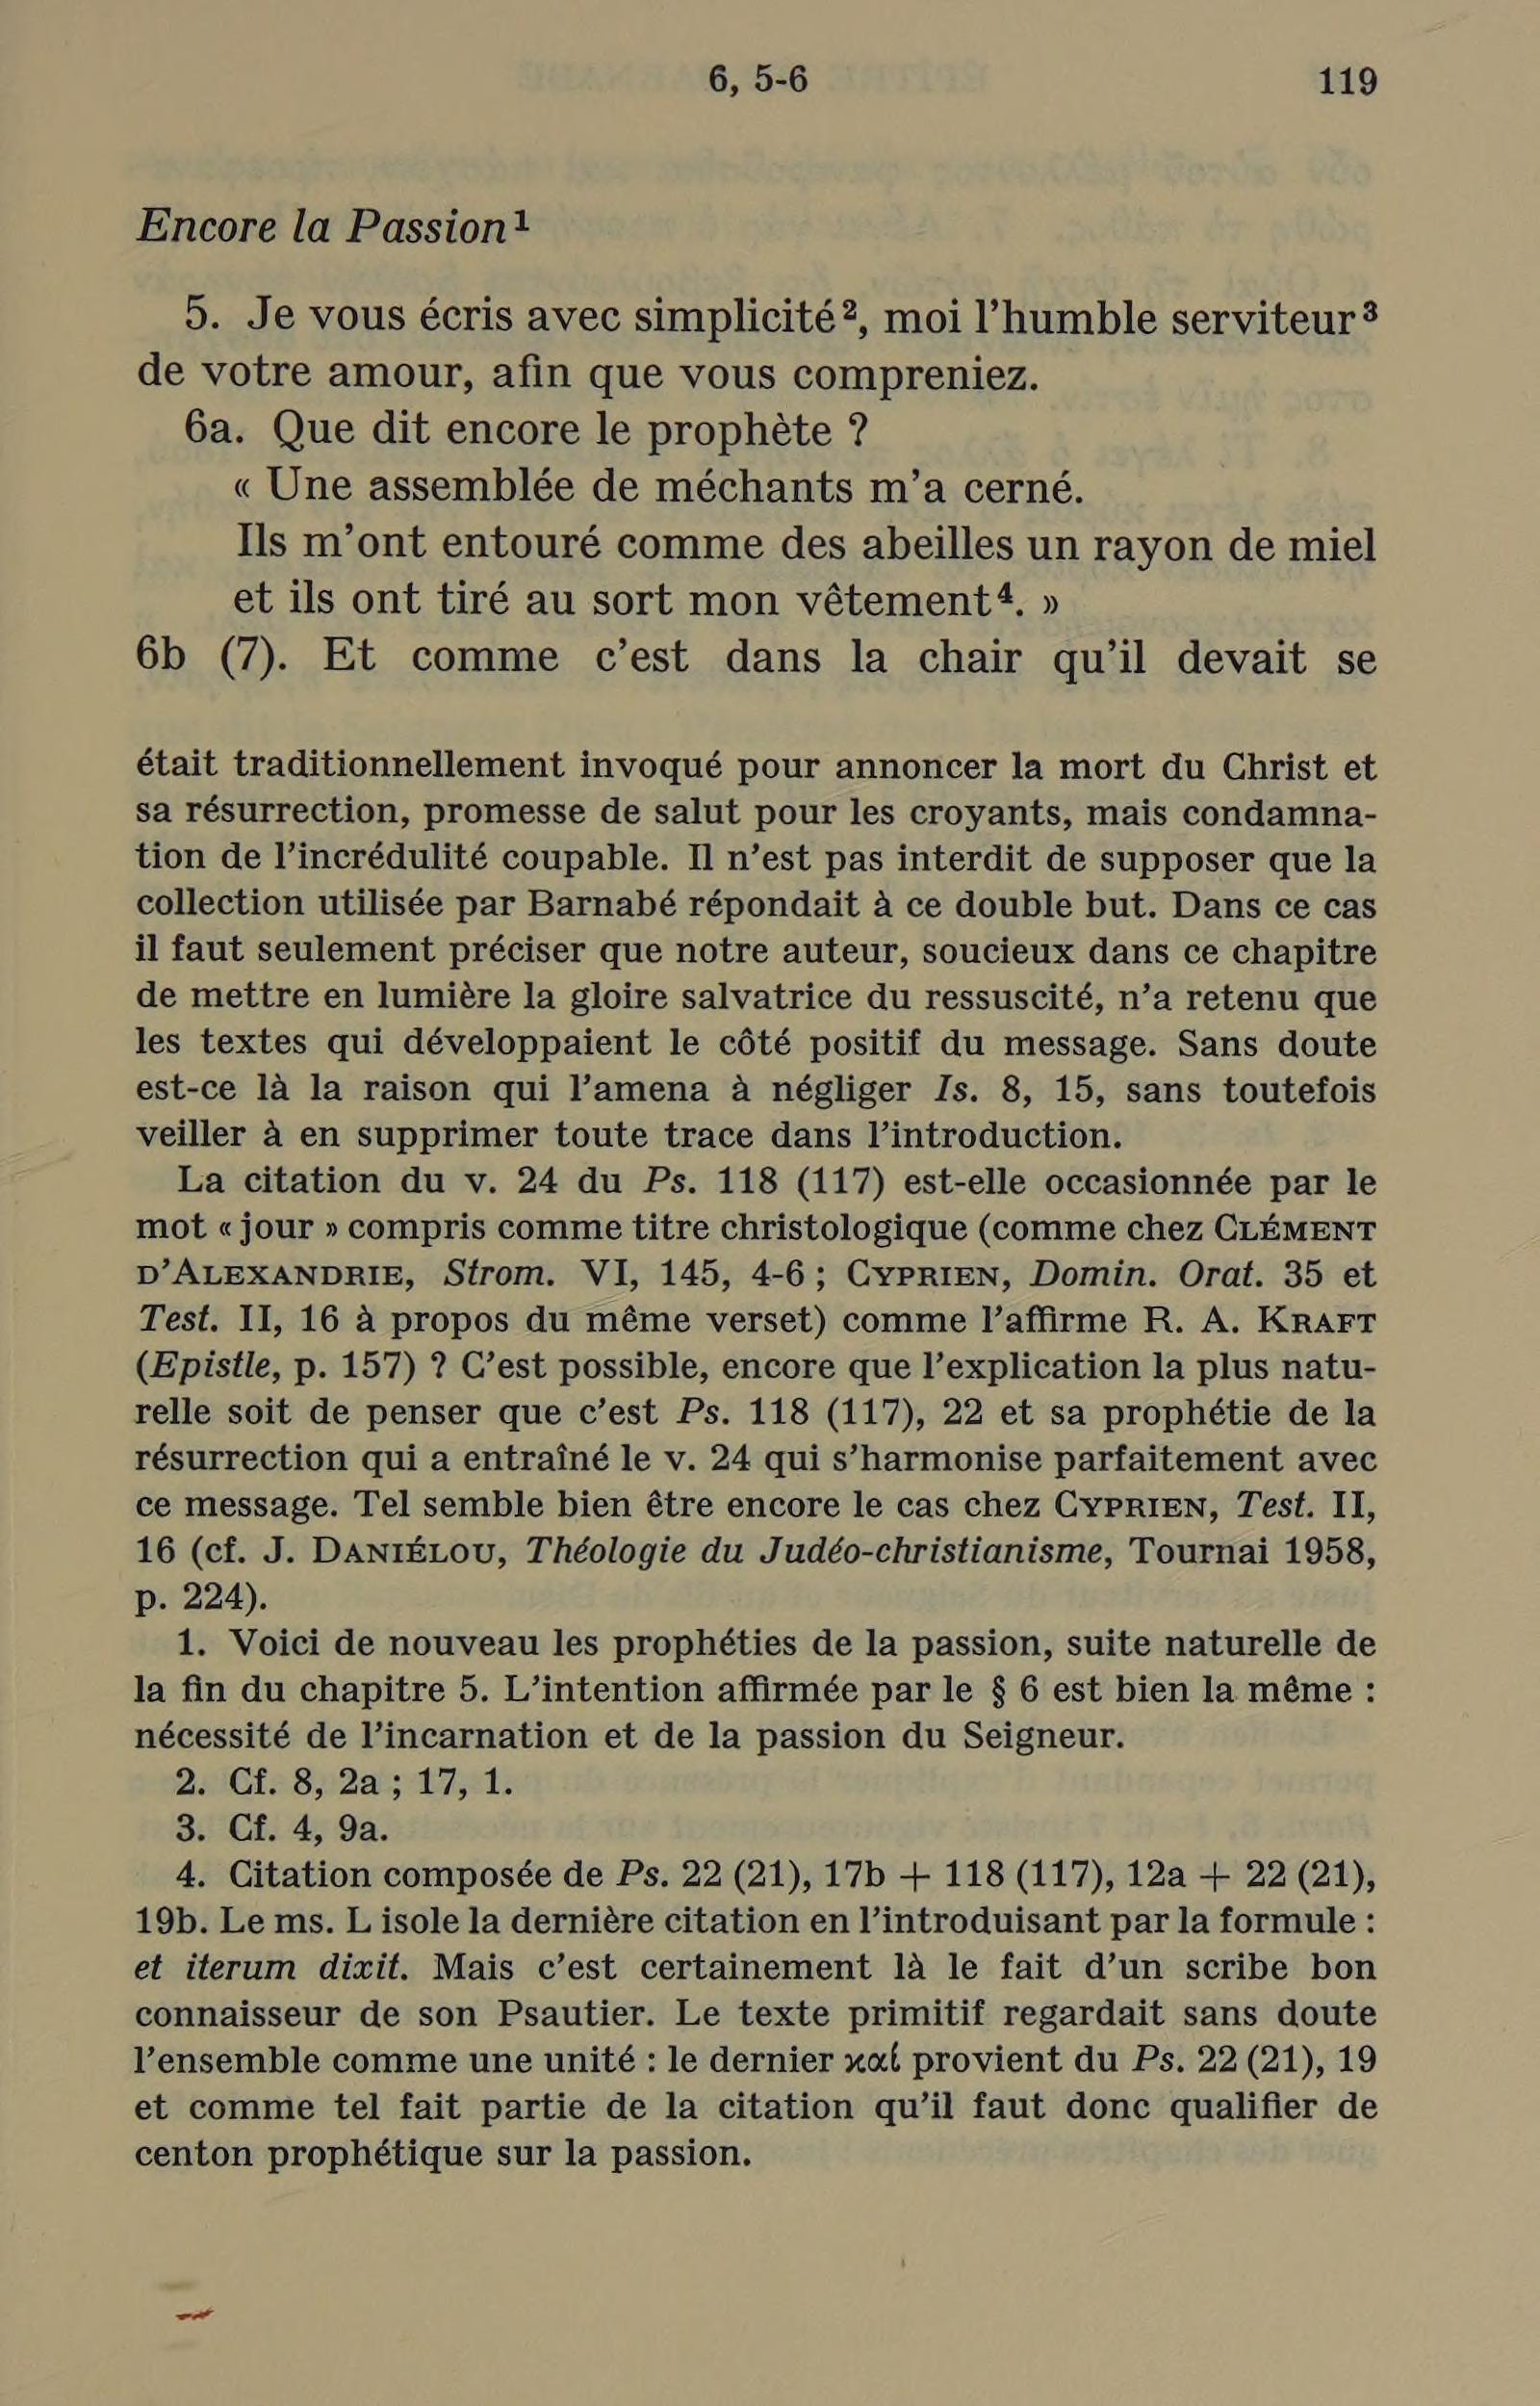 6, 5-6 119
Encore la Passion¹
5. Je vous écris avec simplicité², moi l’humble serviteur³
de votre amour, afin que vous compreniez.
6a. Que dit encore le prophète ?
« Une assemblée de méchants m’a cerné.
Ils m’ont entouré comme des abeilles un rayon de miel
et ils ont tiré au sort mon vêtement⁴. »
6b (7). Et comme c’est dans la chair qu’il devait se
était traditionnellement invoqué pour annoncer la mort du Christ et
sa résurrection, promesse de salut pour les croyants, mais condamna-
tion de l’incrédulité coupable. Il n’est pas interdit de supposer que la
collection utilisée par Barnabé répondait à ce double but. Dans ce cas
il faut seulement préciser que notre auteur, soucieux dans ce chapitre
de mettre en lumière la gloire salvatrice du ressuscité, n’a retenu que
les textes qui développaient le côté positif du message. Sans doute
est-ce là la raison qui l’amena à négliger Is. 8, 15, sans toutefois
veiller à en supprimer toute trace dans l’introduction.
La citation du v. 24 du Ps. 118 (117) est-elle occasionnée par le
mot « jour » compris comme titre christologique (comme chez CLÉMENT
D’ALEXANDRIE, Strom. VI, 145, 4-6 ; CYPRIEN, Domin. Orat. 35 et
Test. II, 16 à propos du même verset) comme l’affirme R. A. KRAFT
(Epistle, p. 157) ? C’est possible, encore que l’explication la plus natu-
relle soit de penser que c’est Ps. 118 (117), 22 et sa prophétie de la
résurrection qui a entraîné le v. 24 qui s’harmonise parfaitement avec
ce message. Tel semble bien être encore le cas chez CYPRIEN, Test. II,
16 (cf. J. DANIÉLOU, Théologie du Judéo-christianisme, Tournai 1958,
p. 224).
1. Voici de nouveau les prophéties de la passion, suite naturelle de
la fin du chapitre 5. L’intention affirmée par le § 6 est bien la même :
nécessité de l’incarnation et de la passion du Seigneur.
2. Cf. 8, 2a ; 17, 1.
3. Cf. 4, 9a.
4. Citation composée de Ps. 22 (21), 17b + 118 (117), 12a + 22 (21),
19b. Le ms. L isole la dernière citation en l’introduisant par la formule :
et iterum dixit. Mais c’est certainement là le fait d’un scribe bon
connaisseur de son Psautier. Le texte primitif regardait sans doute
l’ensemble comme une unité : le dernier καί provient du Ps. 22 (21), 19
et comme tel fait partie de la citation qu’il faut donc qualifier de
centon prophétique sur la passion.